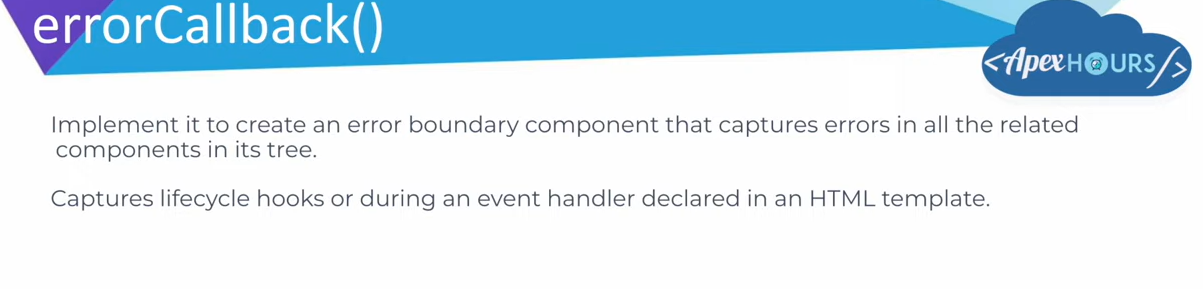 errorCallback()
<ApexHOURS/>
Implement it to create an error boundary component that captures errors in all the related
components in its tree.
Captures lifecycle hooks or during an event handler declared in an HTML template.